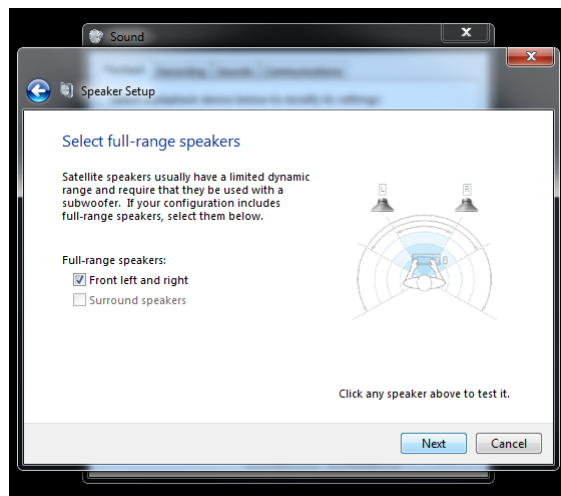 Sound
Speaker Setup
Select full-range speakers
Satellite speakers usually have a limited dynamic
range and require that they be used with a
subwoofer. If your configuration includes
full-range speakers, select them below.
L R
Full-range speakers:
Front left and right
Surround speakers
Click any speaker above to test it.
Next Cancel